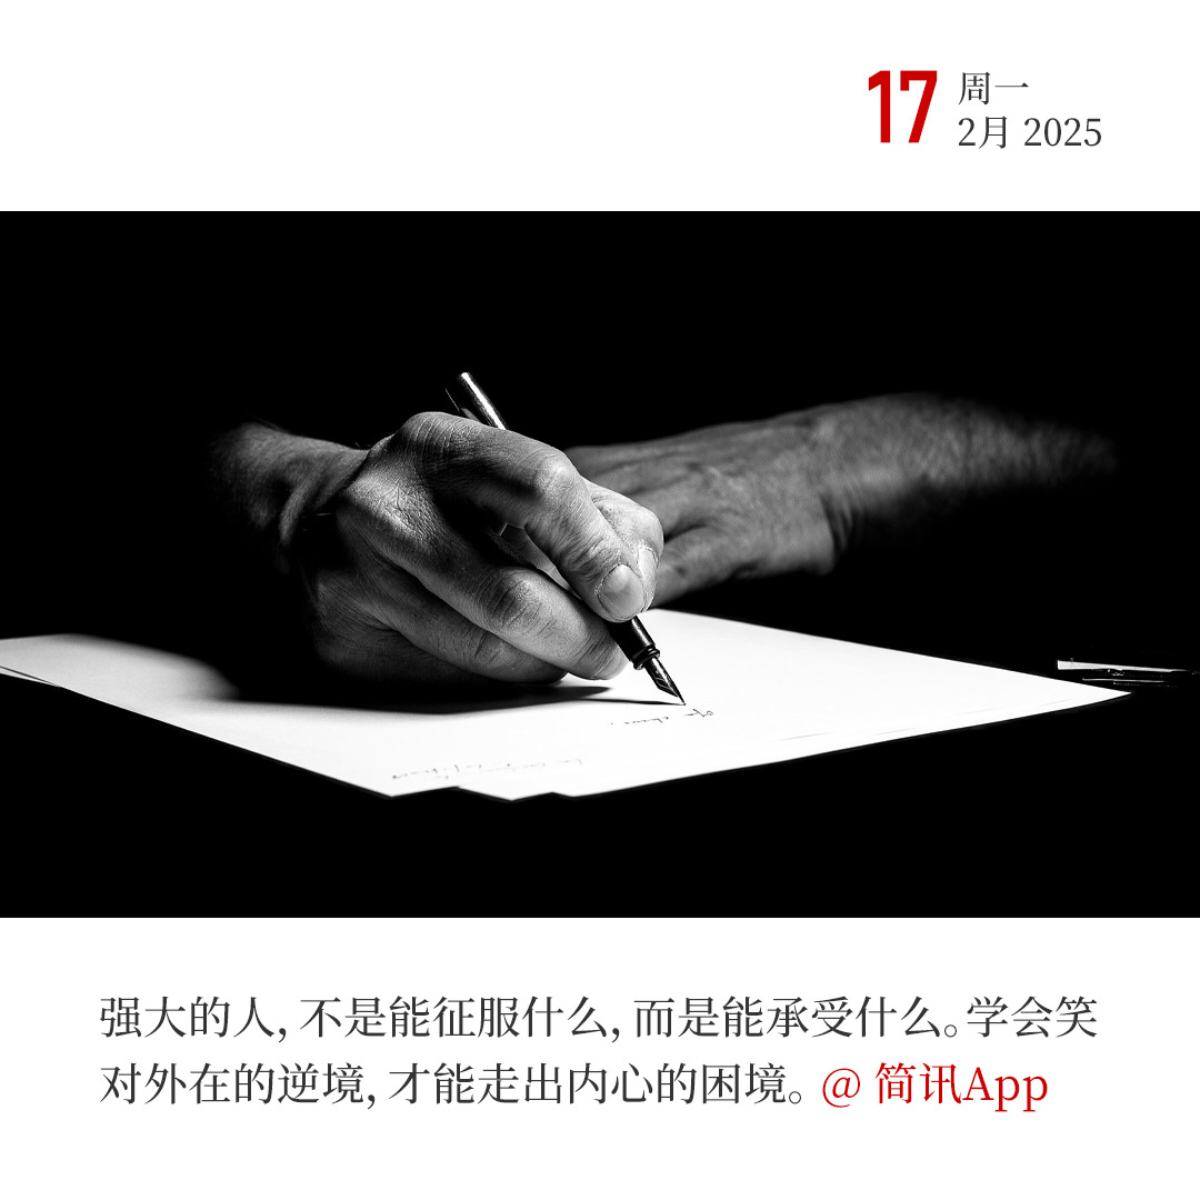 17 周一
2月 2025
强大的人, 不是能征服什么, 而是能承受什么。学会笑
对外在的逆境, 才能走出内心的困境。 @ 简讯App